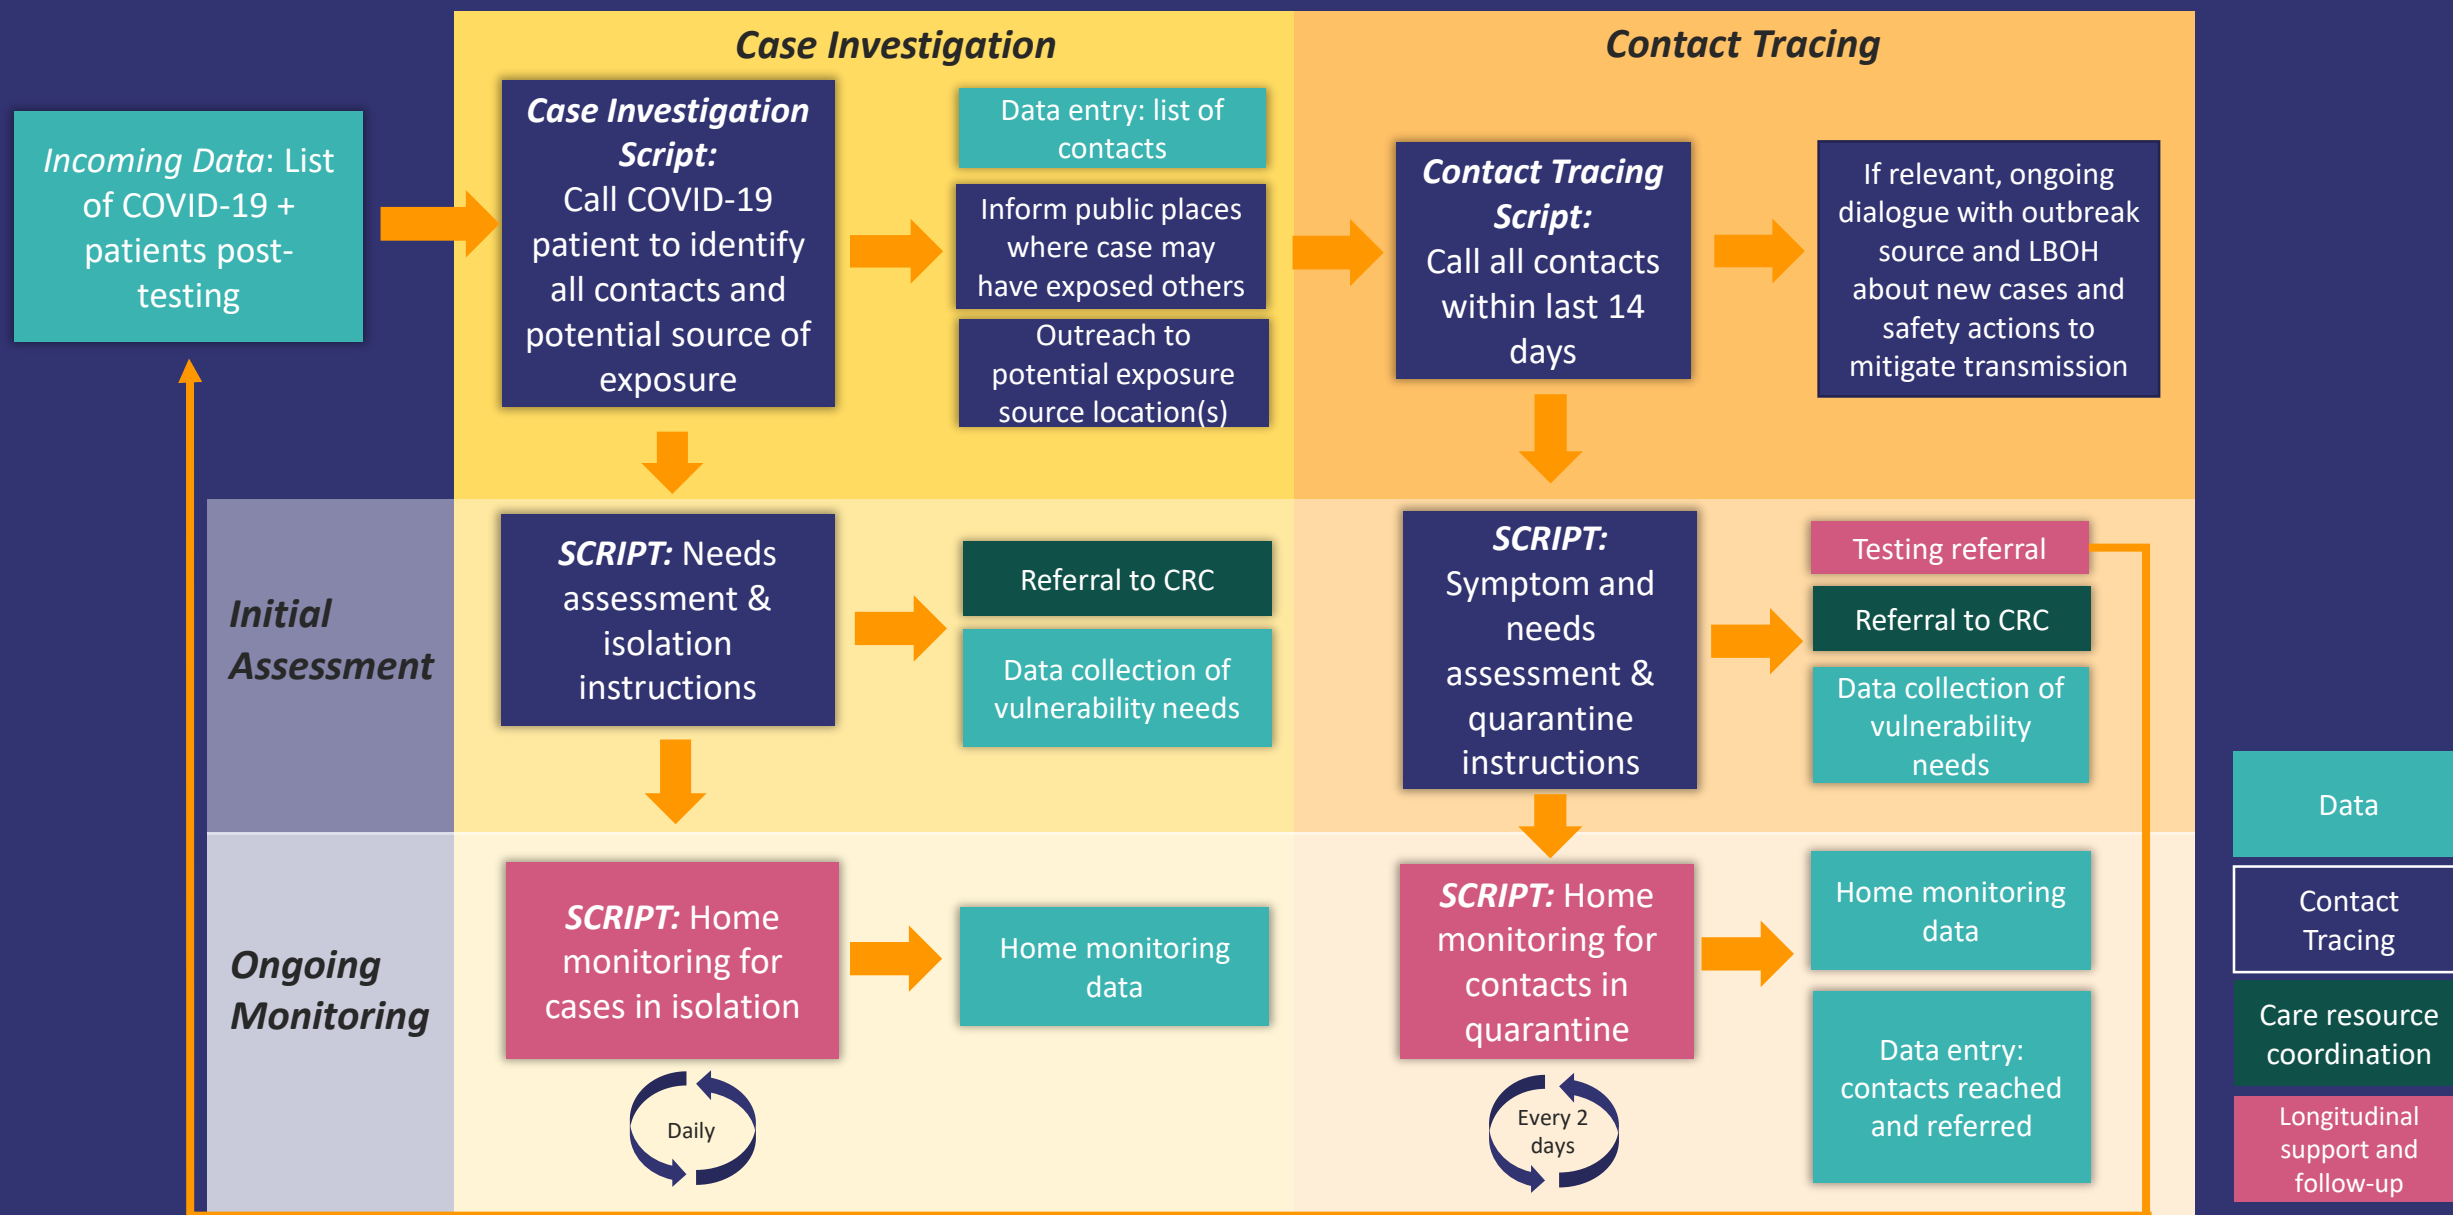 Case Investigation
Contact Tracing
Incoming Data: List
of COVID-19 +
patients post-
testing
Case Investigation
Script:
Call COVID-19
patient to identify
all contacts and
potential source of
exposure
Data entry: list of
contacts
Inform public places
where case may
have exposed others
Outreach to
potential exposure
source location(s)
Contact Tracing
Script:
Call all contacts
within last 14
days
If relevant, ongoing
dialogue with outbreak
source and LBOH
about new cases and
safety actions to
mitigate transmission
Initial
Assessment
SCRIPT: Needs
assessment &
isolation
instructions
Referral to CRC
Data collection of
vulnerability needs
SCRIPT:
Symptom and
needs
assessment &
quarantine
instructions
Testing referral
Referral to CRC
Data collection of
vulnerability
needs
Ongoing
Monitoring
SCRIPT: Home
monitoring for
cases in isolation
Daily
Home monitoring
data
SCRIPT: Home
monitoring for
contacts in
quarantine
Every 2
days
Home monitoring
data
Data entry:
contacts reached
and referred
Data
Contact
Tracing
Care resource
coordination
Longitudinal
support and
follow-up